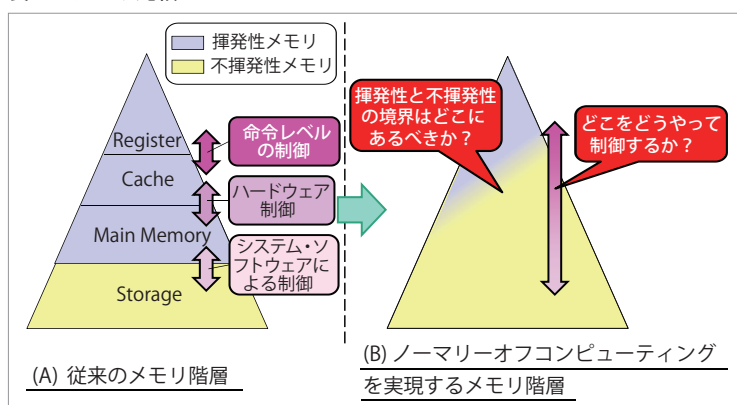 揮発性メモリ
不揮発性メモリ
Register
Cache
Main Memory
Storage
命令レベル
の制御
ハードウェア
制御
システム・ソ
フトウェアに
よる制御
(A) 従来のメモリ階層
揮発性と不揮発性
の境界はどこに
あるべきか？
どこをどうやって
制御するか？
(B) ノーマリーオフコンピューティング
を実現するメモリ階層